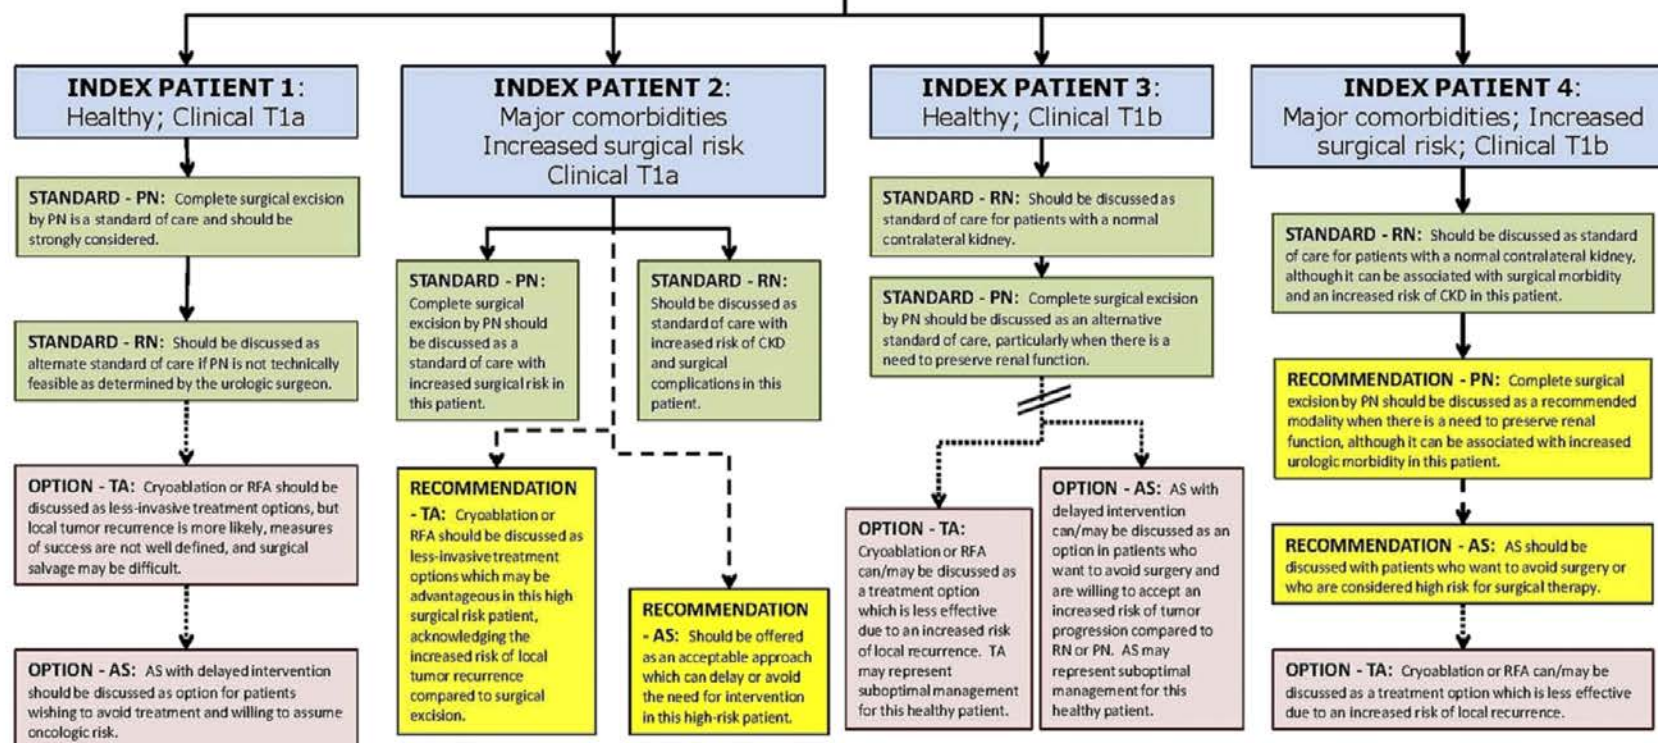 INDEX PATIENT 1:
Healthy; Clinical T1a
STANDARD - PN: Complete surgical excision
by PN is a standard of care and should be
strongly considered.
STANDARD - RN: Should be discussed as
alternate standard of care if PN is not technically
feasible as determined by the urologic surgeon.
OPTION - TA: Cryoablation or RFA should be
discussed as less-invasive treatment options, but
local tumor recurrence is more likely, measures
of success are not well defined, and surgical
salvage may be difficult.
OPTION - AS: AS with delayed intervention
should be discussed as option for patients
wishing to avoid treatment and willing to assume
oncologic risk.
INDEX PATIENT 2:
Major comorbidities
Increased surgical risk
Clinical T1a
STANDARD - PN:
Complete surgical
excision by PN should
be discussed as a
standard of care with
increased surgical risk in
this patient.
STANDARD - RN:
Should be discussed as
standard of care with
increased risk of CKD
and surgical
complications in this
patient.
RECOMMENDATION
- TA: Cryoablation or
RFA should be discussed as
less-invasive treatment
options which may be
advantageous in this high
surgical risk patient,
acknowledging the
increased risk of local
tumor recurrence
compared to surgical
excision.
RECOMMENDATION
- AS: Should be offered
as an acceptable approach
which can delay or avoid
the need for intervention
in this high-risk patient.
INDEX PATIENT 3:
Healthy; Clinical T1b
STANDARD - RN: Should be discussed as
standard of care for patients with a normal
contralateral kidney.
STANDARD - PN: Complete surgical excision
by PN should be discussed as an alternative
standard of care, particularly when there is a
need to preserve renal function.
OPTION - TA:
Cryoablation or RFA
can/may be discussed as
a treatment option
which is less effective
due to an increased risk
of local recurrence. TA
may represent
suboptimal management
for this healthy patient.
OPTION - AS: AS with
delayed intervention
can/may be discussed as an
option in patients who
want to avoid surgery and
are willing to accept an
increased risk of tumor
progression compared to
RN or PN. AS may
represent suboptimal
management for this
healthy patient.
INDEX PATIENT 4:
Major comorbidities; Increased
surgical risk; Clinical T1b
STANDARD - RN: Should be discussed as standard
of care for patients with a normal contralateral kidney,
although it can be associated with surgical morbidity
and an increased risk of CKD in this patient.
RECOMMENDATION - PN: Complete surgical
excision by PN should be discussed as a recommended
modality when there is a need to preserve renal
function, although it can be associated with increased
urologic morbidity in this patient.
RECOMMENDATION - AS: AS should be
discussed with patients who want to avoid surgery or
who are considered high risk for surgical therapy.
OPTION - TA: Cryoablation or RFA can/may be
discussed as a treatment option which is less effective
due to an increased risk of local recurrence.